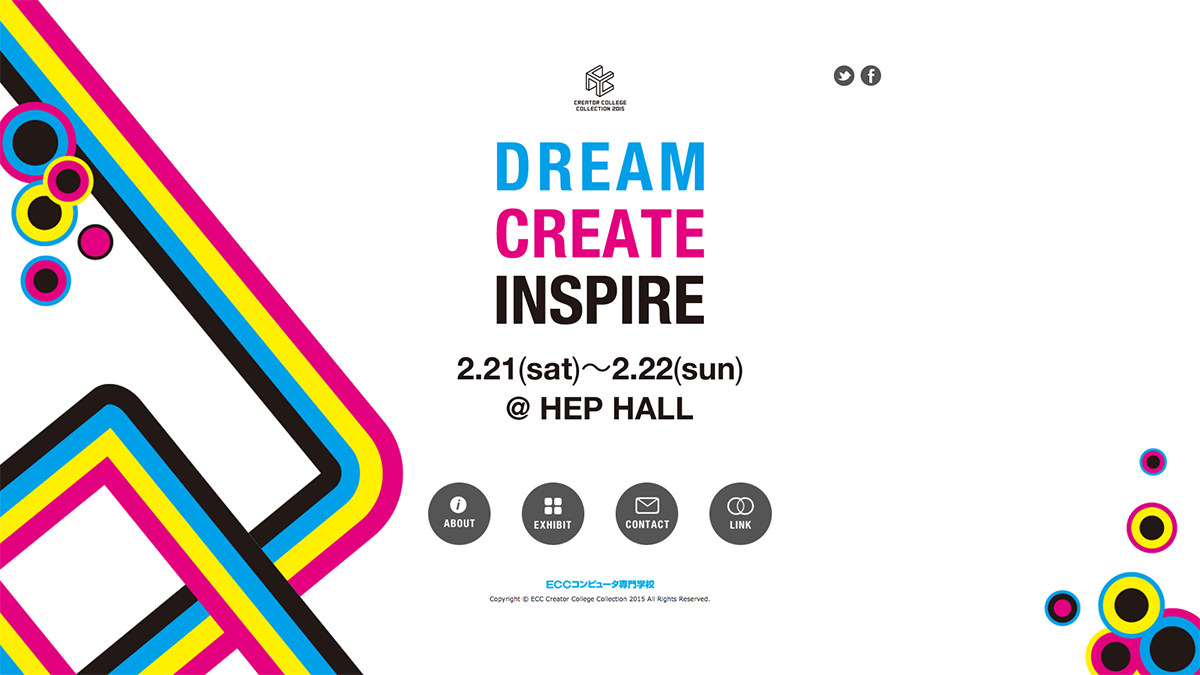 CREATOR COLLEGE
COLLECTION 2015
DREAM
CREATE
INSPIRE
2.21(sat)〜2.22(sun)
@ HEP HALL
ABOUT
EXHIBIT
CONTACT
LINK
ECCコンピュータ専門学校
Copyright © ECC Creator College Collection 2015 All Rights Reserved.